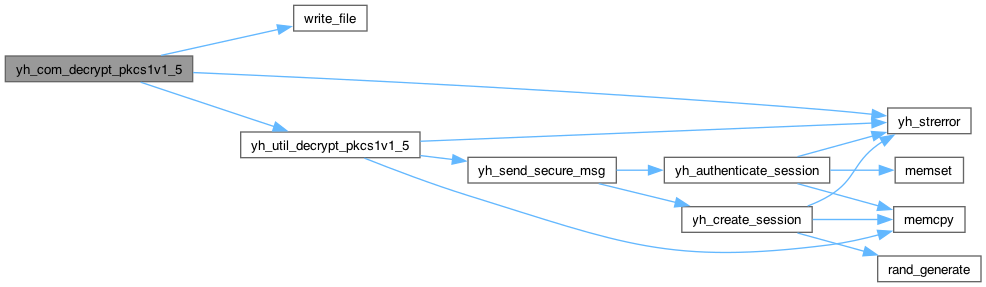 write_file
yh_com_decrypt_pkcs1v1_5
yh_strerror
yh_util_decrypt_pkcs1v1_5
yh_send_secure_msg
yh_authenticate_session
memset
yh_create_session
memcpy
rand_generate